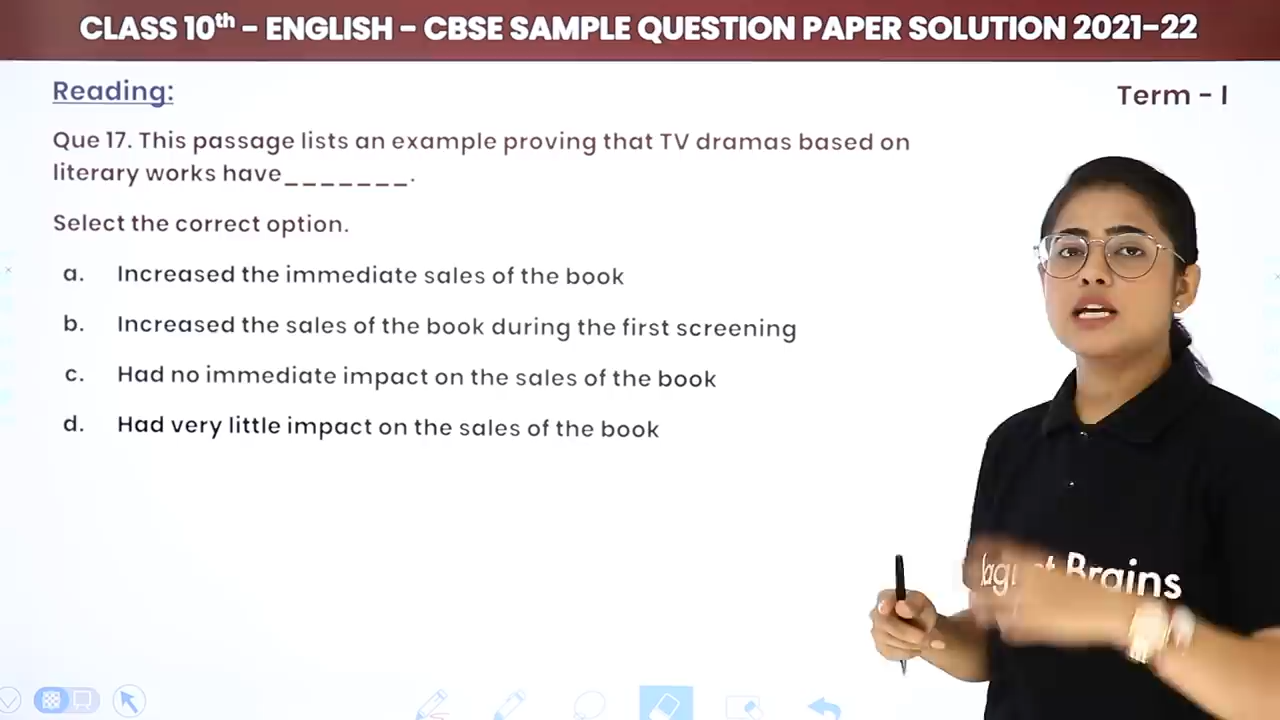 CLASS 10th - ENGLISH - CBSE SAMPLE QUESTION PAPER SOLUTION 2021-22
Reading:
Term - I
Que 17. This passage lists an example proving that TV dramas based on
literary works have_______.
Select the correct option.
a. Increased the immediate sales of the book
b. Increased the sales of the book during the first screening
c. Had no immediate impact on the sales of the book
d. Had very little impact on the sales of the book
Brains